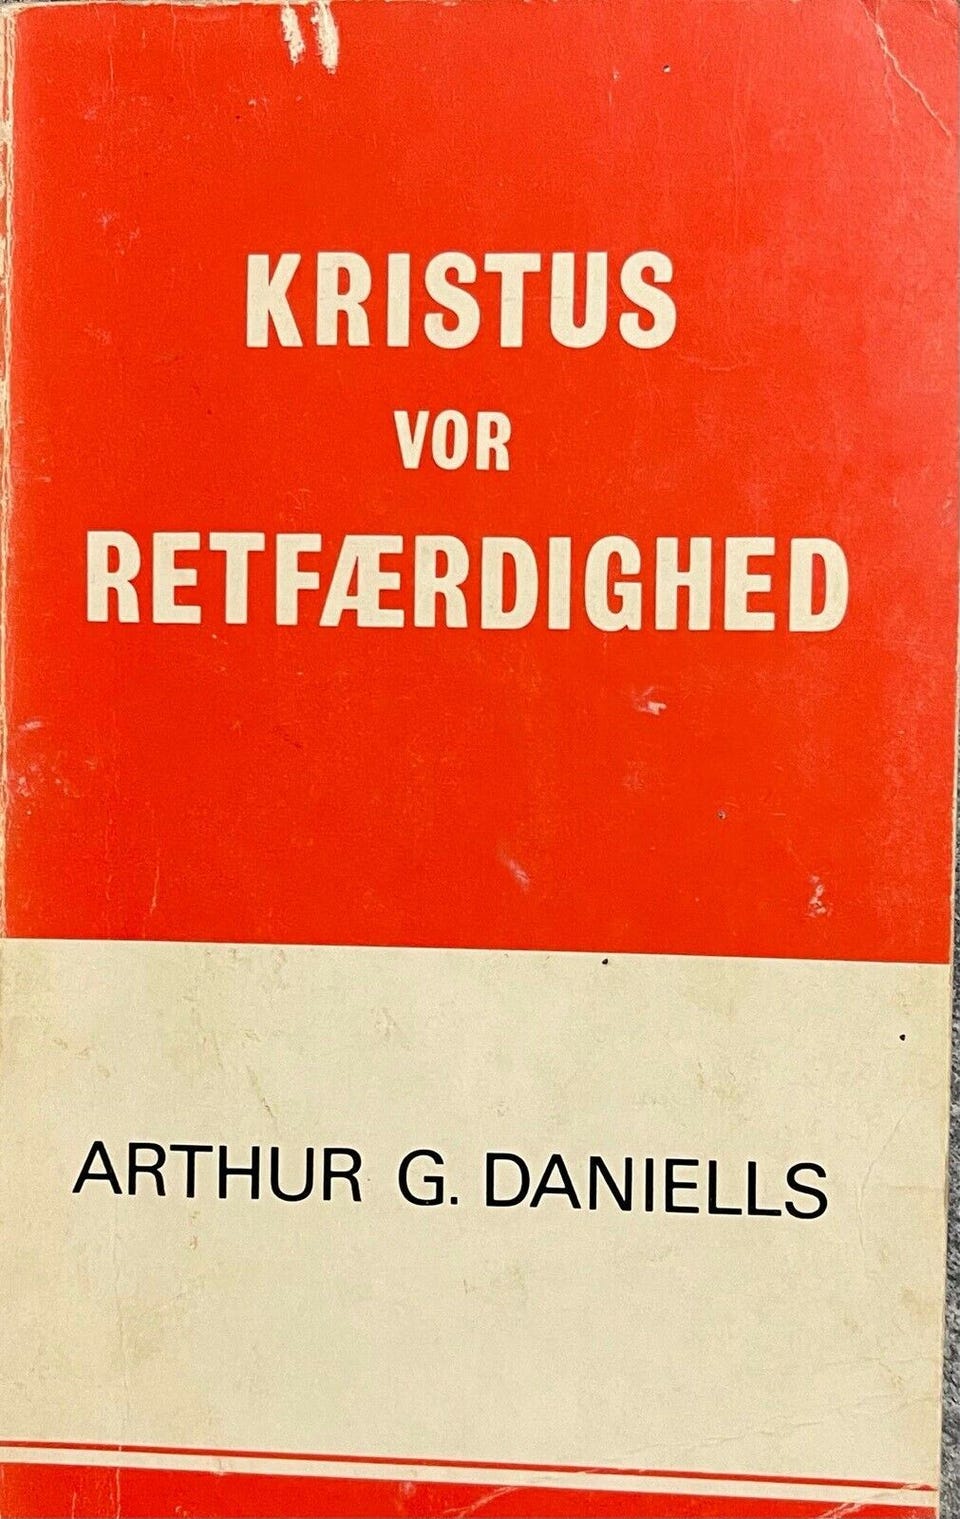 KRISTUS
VOR
RETFÆRDIGHED
ARTHUR G. DANIELLS